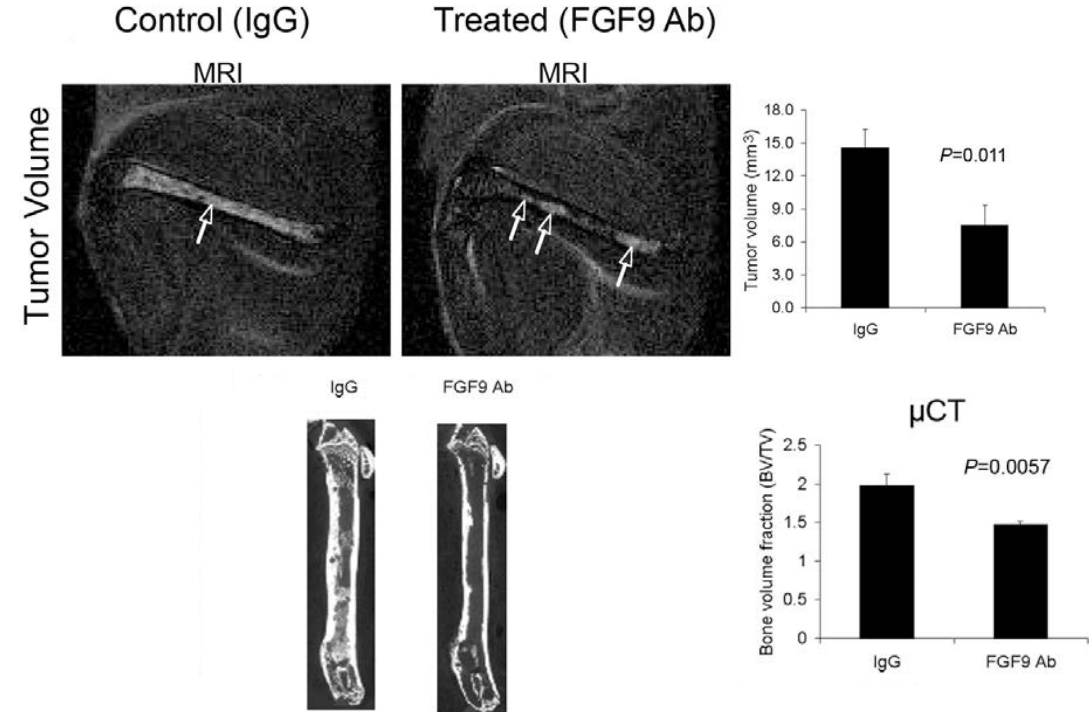 Control (IgG)
Treated (FGF9 Ab)
MRI
MRI
Tumor Volume
Tumor volume (mm³)
18.0
15.0
12.0
9.0
6.0
3.0
0.0
P=0.011
IgG
FGF9 Ab
IgG
FGF9 Ab
µCT
Bone volume fraction (BV/TV)
2.5
2
1.5
1
0.5
0
P=0.0057
IgG
FGF9 Ab